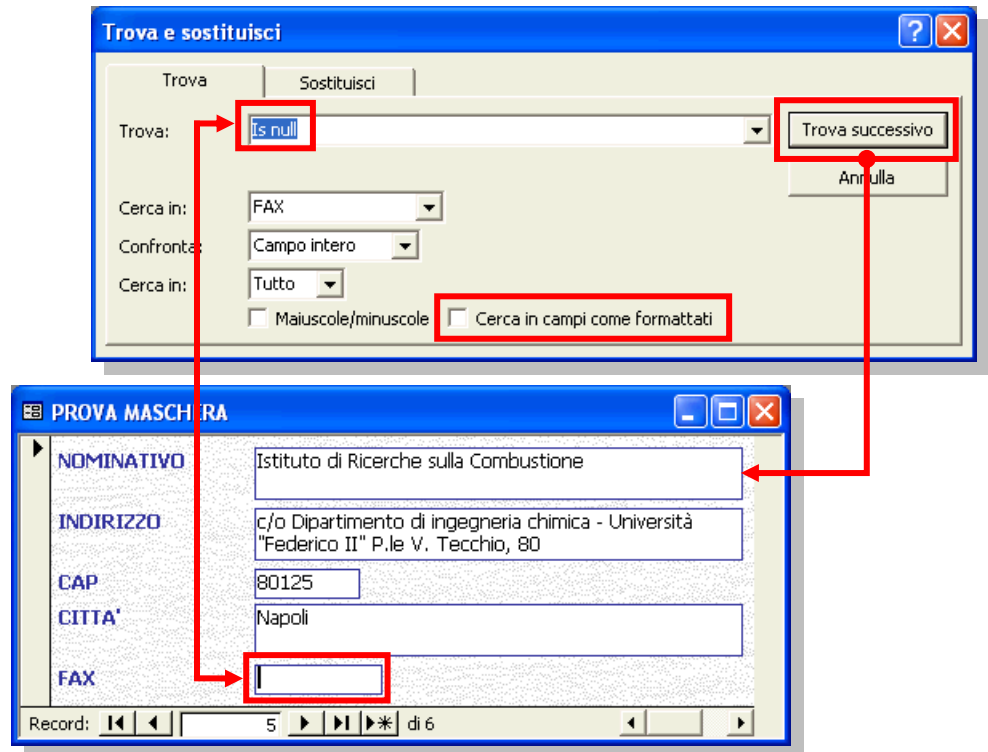 Trova e sostituisci
Trova
Sostituisci
Trova:
Is null
Trova successivo
Annulla
Cerca in:
FAX
Confronta:
Campo intero
Cerca in:
Tutto
Maiuscole/minuscole
Cerca in campi come formattati
PROVA MASCHERA
NOMINATIVO
Istituto di Ricerche sulla Combustione
INDIRIZZO
c/o Dipartimento di ingegneria chimica - Università
"Federico II" P.le V. Tecchio, 80
CAP
80125
CITTA'
Napoli
FAX
Record:
5
di 6